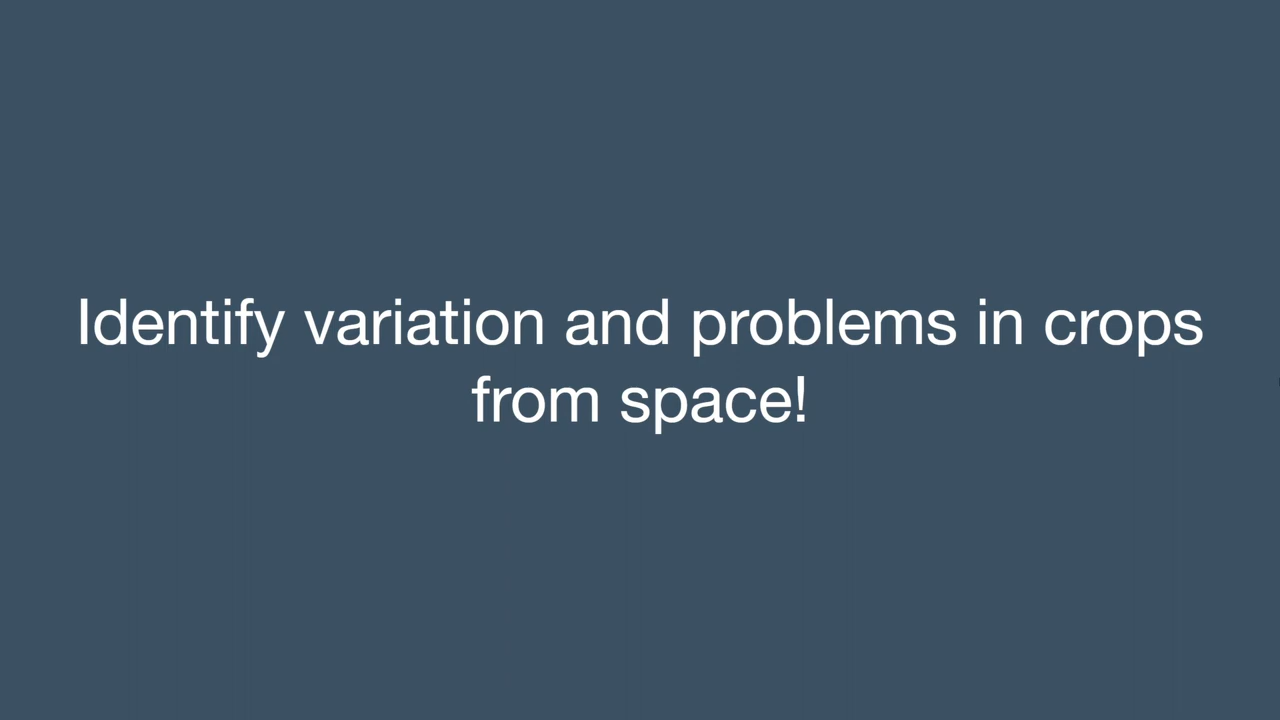 Identify variation and problems in crops
from space!